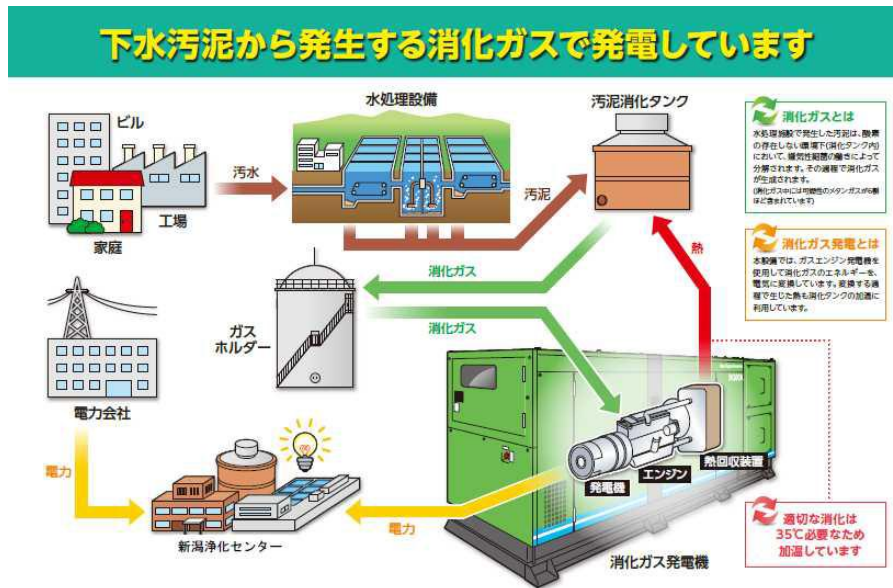 下水汚泥から発生する消化ガスで発電しています
ビル
工場
家庭
汚水
水処理設備
汚泥
汚泥消化タンク
消化ガスとは
水処理施設で発生した汚泥は、酸素
の存在しない環境下(消化タンク内)
において、嫌気性細菌の働きによって
分解されます。その過程で消化ガス
が生成されます。
(消化ガス中には可燃性のメタンガスが6割
ほど含まれています)
消化ガス発電とは
本設備では、ガスエンジン発電機を
使用して消化ガスのエネルギーを、
電気に変換しています。変換する過
程で生じた熱も消化タンクの加温に
利用しています。
熱
消化ガス
消化ガス
ガス
ホルダー
電力会社
電力
新潟浄化センター
電力
発電機
エンジン
熱回収装置
消化ガス発電機
適切な消化は
35℃必要なため
加温しています